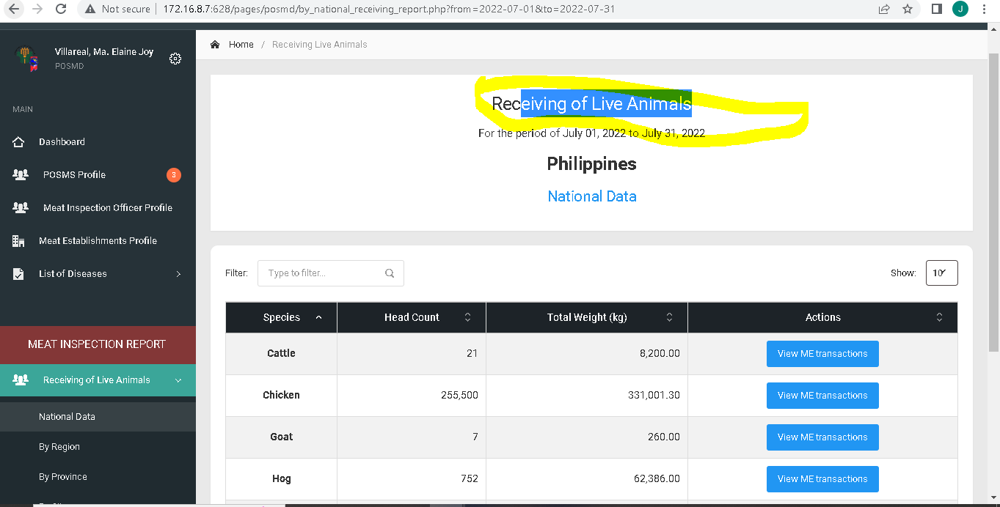 Not secure | 172.16.8.7:628/pages/posmd/by_national_receiving_report.php?from=2022-07-01&to=2022-07-31
J
Villareal, Ma. Elaine Joy
POSMD
MAIN
Dashboard
POSMS Profile 3
Meat Inspection Officer Profile
Meat Establishments Profile
List of Diseases
MEAT INSPECTION REPORT
Receiving of Live Animals
National Data
By Region
By Province
Home / Receiving Live Animals
Receiving of Live Animals
For the period of July 01, 2022 to July 31, 2022
Philippines
National Data
Filter: Type to filter... Show: 10
Species Head Count Total Weight (kg) Actions
Cattle 21 8,200.00 View ME transactions
Chicken 255,500 331,001.30 View ME transactions
Goat 7 260.00 View ME transactions
Hog 752 62,386.00 View ME transactions